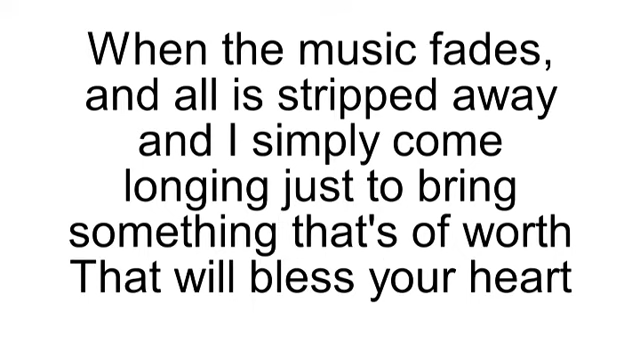 When the music fades,
and all is stripped away
and I simply come
longing just to bring
something that's of worth
That will bless your heart